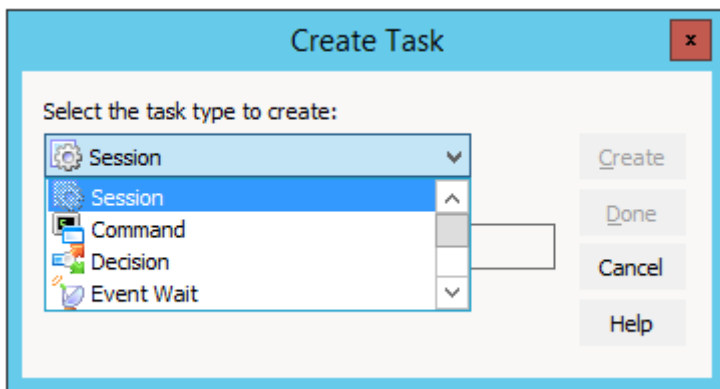 Create Task
x
Select the task type to create:
Session
Create
Session
Command
Done
Decision
Cancel
Event Wait
Help